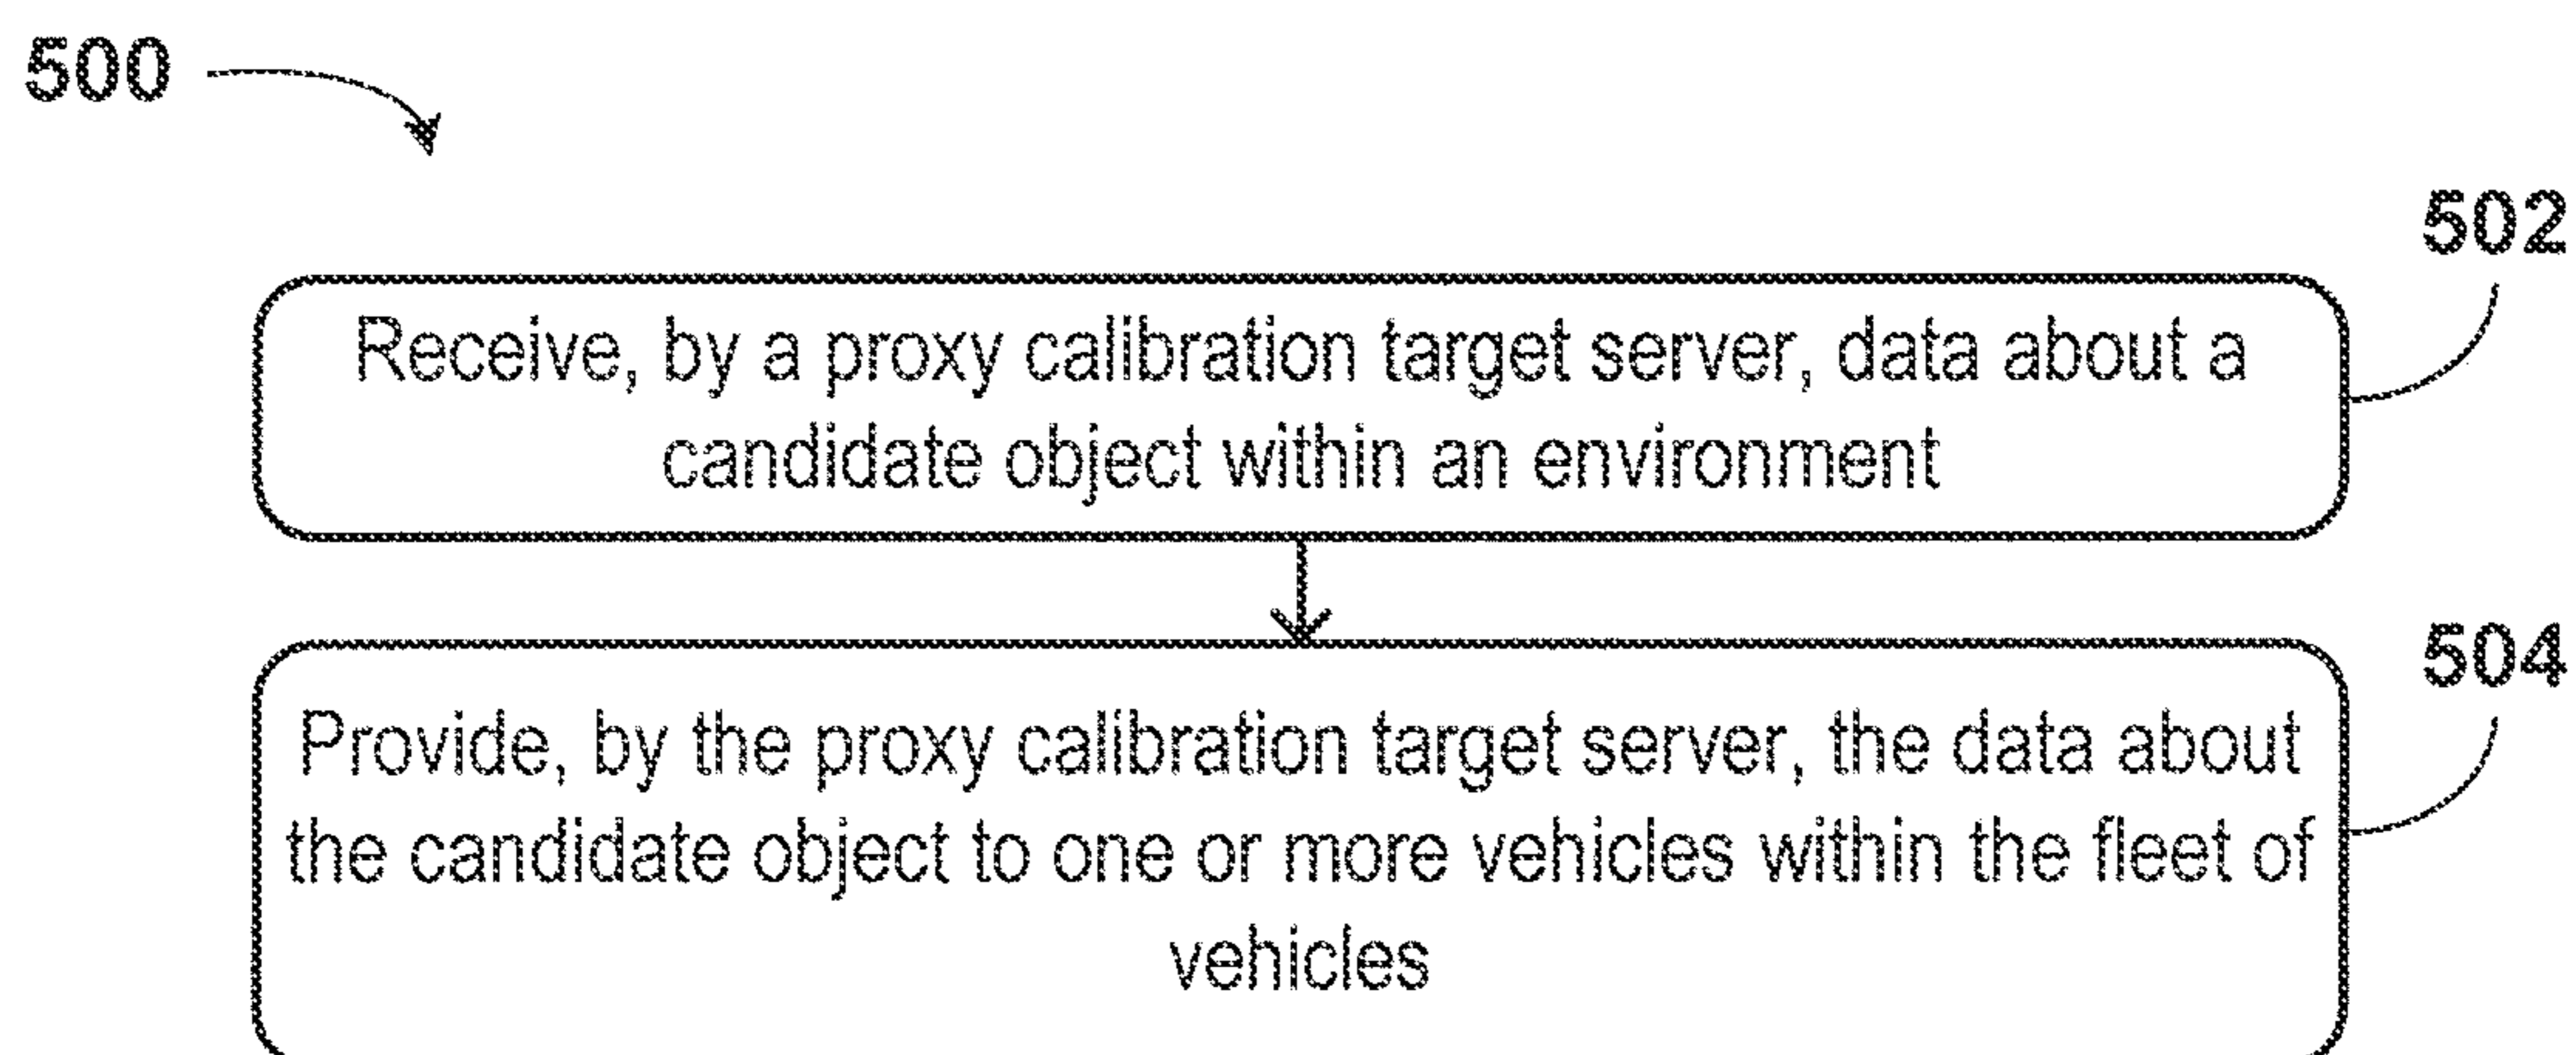 500
502
Receive, by a proxy calibration target server, data about a
candidate object within an environment
504
Provide, by the proxy calibration target server, the data about
the candidate object to one or more vehicles within the fleet of
vehicles